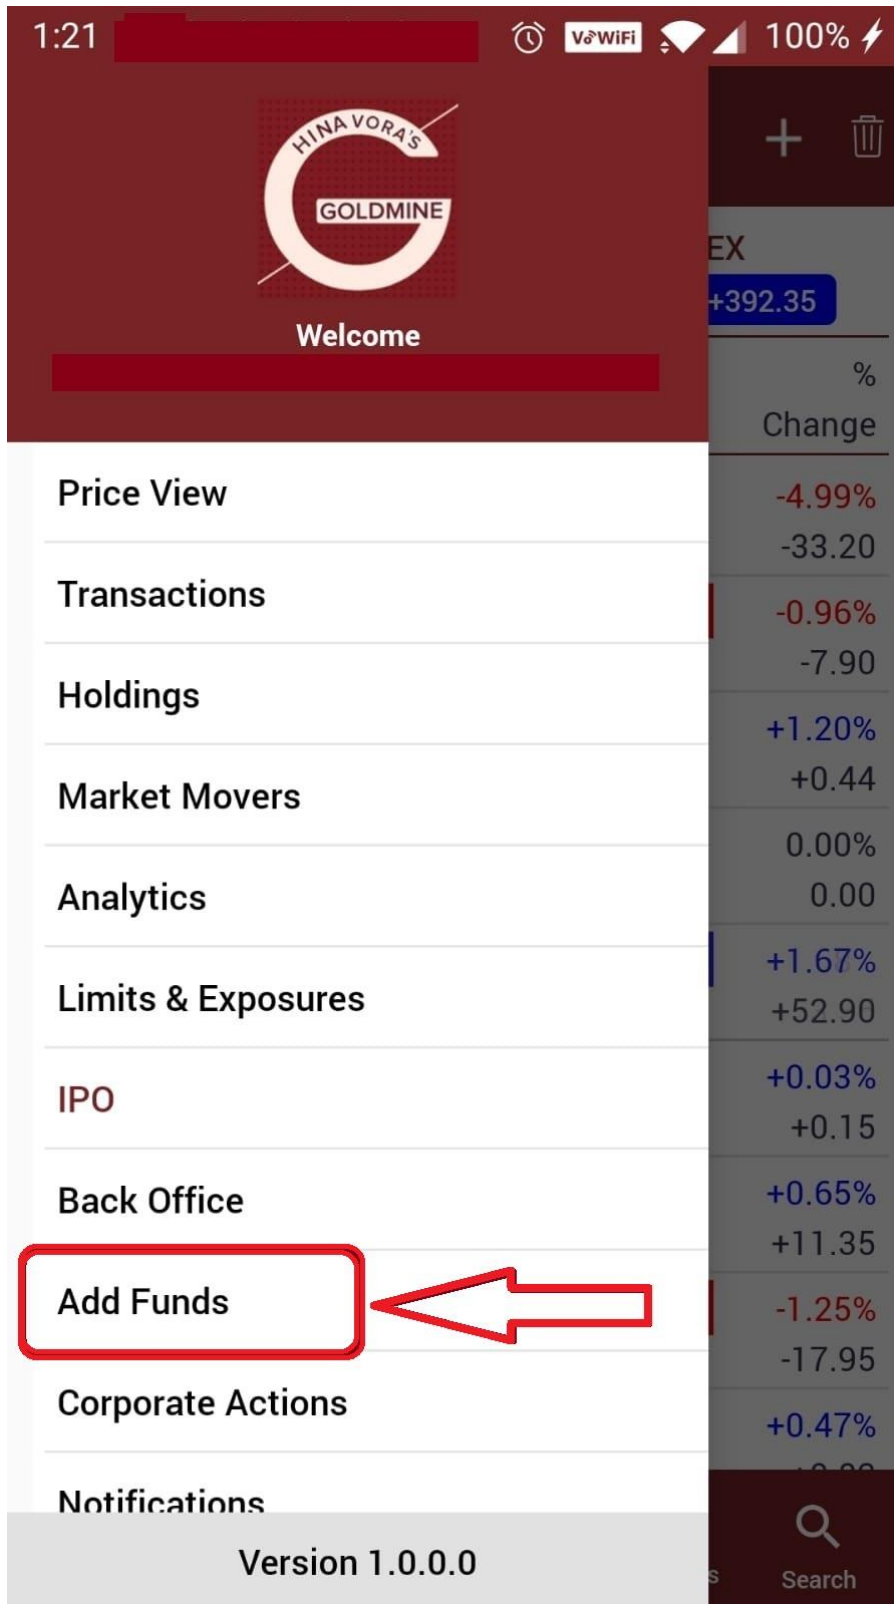 1:21
VoWiFi
100%
HINA VORA'S
GOLDMINE
Welcome
EX
+392.35
%
Change
Price View
-4.99%
-33.20
Transactions
-0.96%
-7.90
Holdings
+1.20%
+0.44
Market Movers
0.00%
0.00
Analytics
+1.67%
+52.90
Limits & Exposures
+0.03%
+0.15
IPO
Back Office
+0.65%
+11.35
Add Funds
-1.25%
-17.95
Corporate Actions
+0.47%
Notifications
Version 1.0.0.0
s
Search